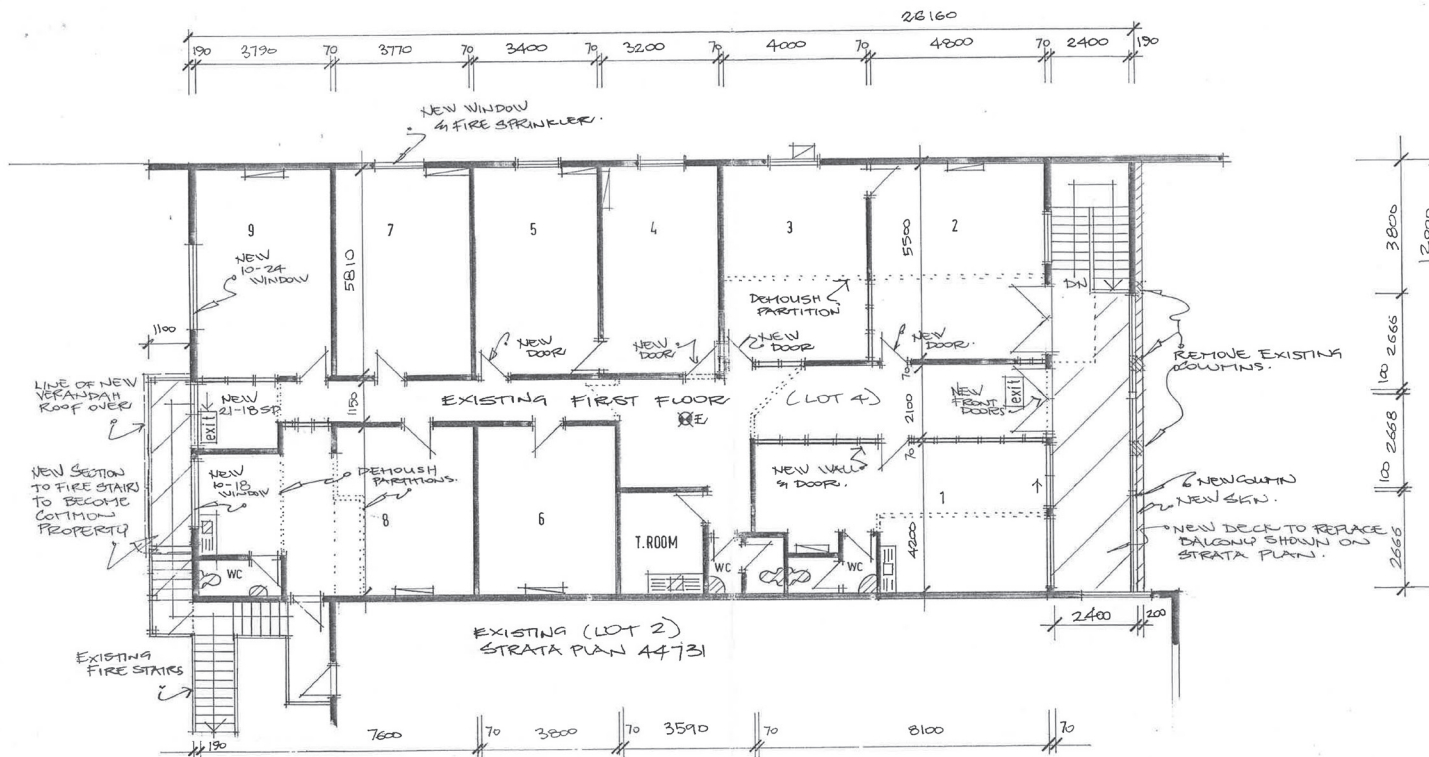 26160
190 3790 70 3770 70 3400 70 3200 70 4000 70 4800 70 2400 190
NEW WINDOW
& FIRE SPRINKLER.
9
7
5
4
3
2
NEW
10-24
WINDOW
5810
5500
3800
DEMOLISH
PARTITION
DN
1100
NEW
DOOR
NEW
DOOR
NEW
DOOR
NEW
DOOR.
REMOVE EXISTING
COLUMNS.
2666
100
LINE OF NEW
VERANDAH
ROOF OVER
NEW
21-18 SD.
exit
1150
EXISTING FIRST FLOOR (LOT 4)
E
70
2100
70
NEW
FRONT
DOORS
exit
2668
100
NEW SECTION
TO FIRE STAIRS
TO BECOME
COMMON
PROPERTY
NEW
10-18
WINDOW
DEMOLISH
PARTITIONS.
NEW WALL
& DOOR.
8
6
1
T.ROOM
WC
WC
WC
4200
NEW COLUMN
NEW SKN.
NEW DECK TO REPLACE
BALCONY SHOWN ON
STRATA PLAN.
2666
2400 200
EXISTING (LOT 2)
STRATA PLAN 44731
EXISTING
FIRE STAIRS
190 7600 70 3800 70 3590 70 8100 70